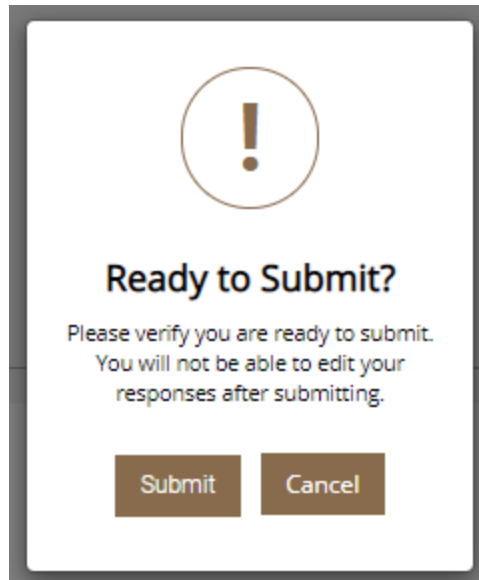 !
Ready to Submit?
Please verify you are ready to submit.
You will not be able to edit your
responses after submitting.
Submit Cancel